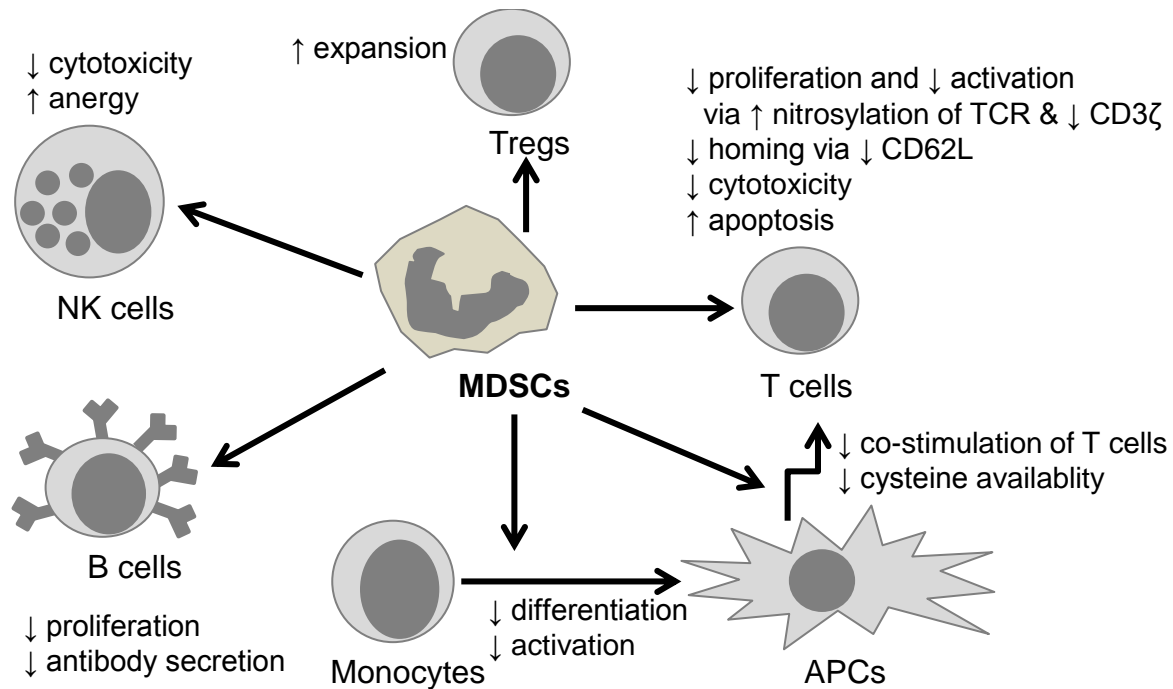 ↓ cytotoxicity
↑ anergy
NK cells
↑ expansion
Tregs
↓ proliferation and ↓ activation
via ↑ nitrosylation of TCR & ↓ CD3ζ
↓ homing via ↓ CD62L
↓ cytotoxicity
↑ apoptosis
T cells
MDSCs
↓ co-stimulation of T cells
↓ cysteine availablity
B cells
↓ proliferation
↓ antibody secretion
Monocytes
↓ differentiation
↓ activation
APCs